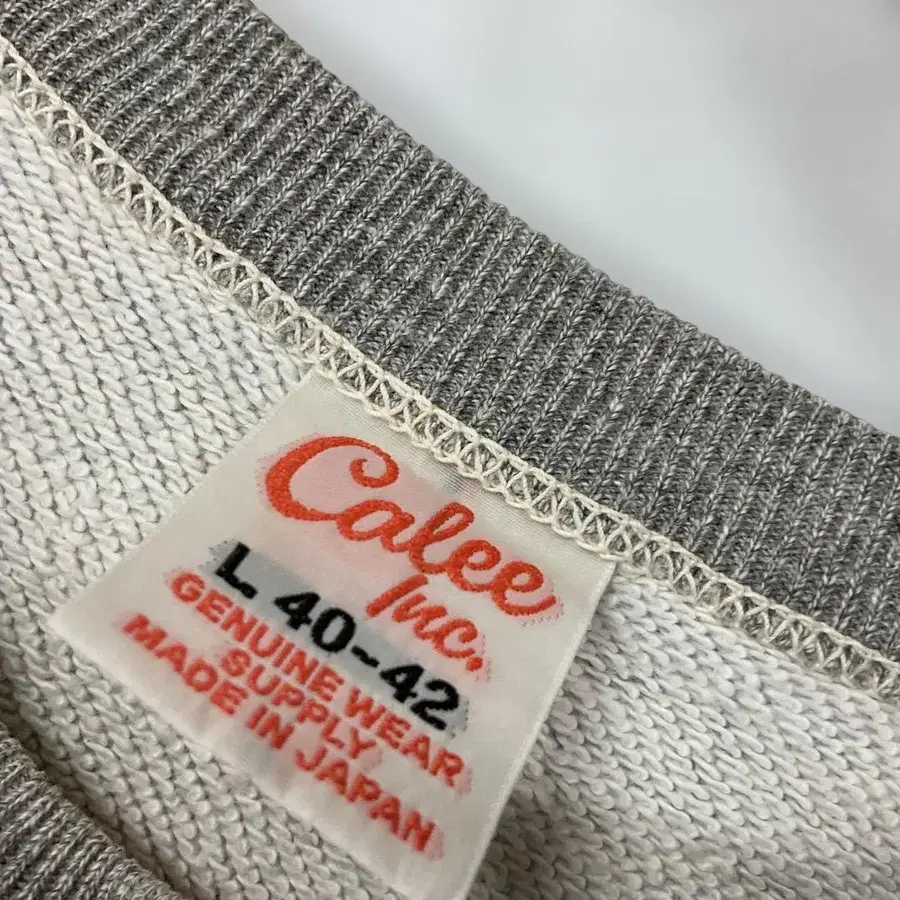 Calee
Inc.
L 40~42
GENUINE WEAR
SUPPLY
MADE IN JAPAN